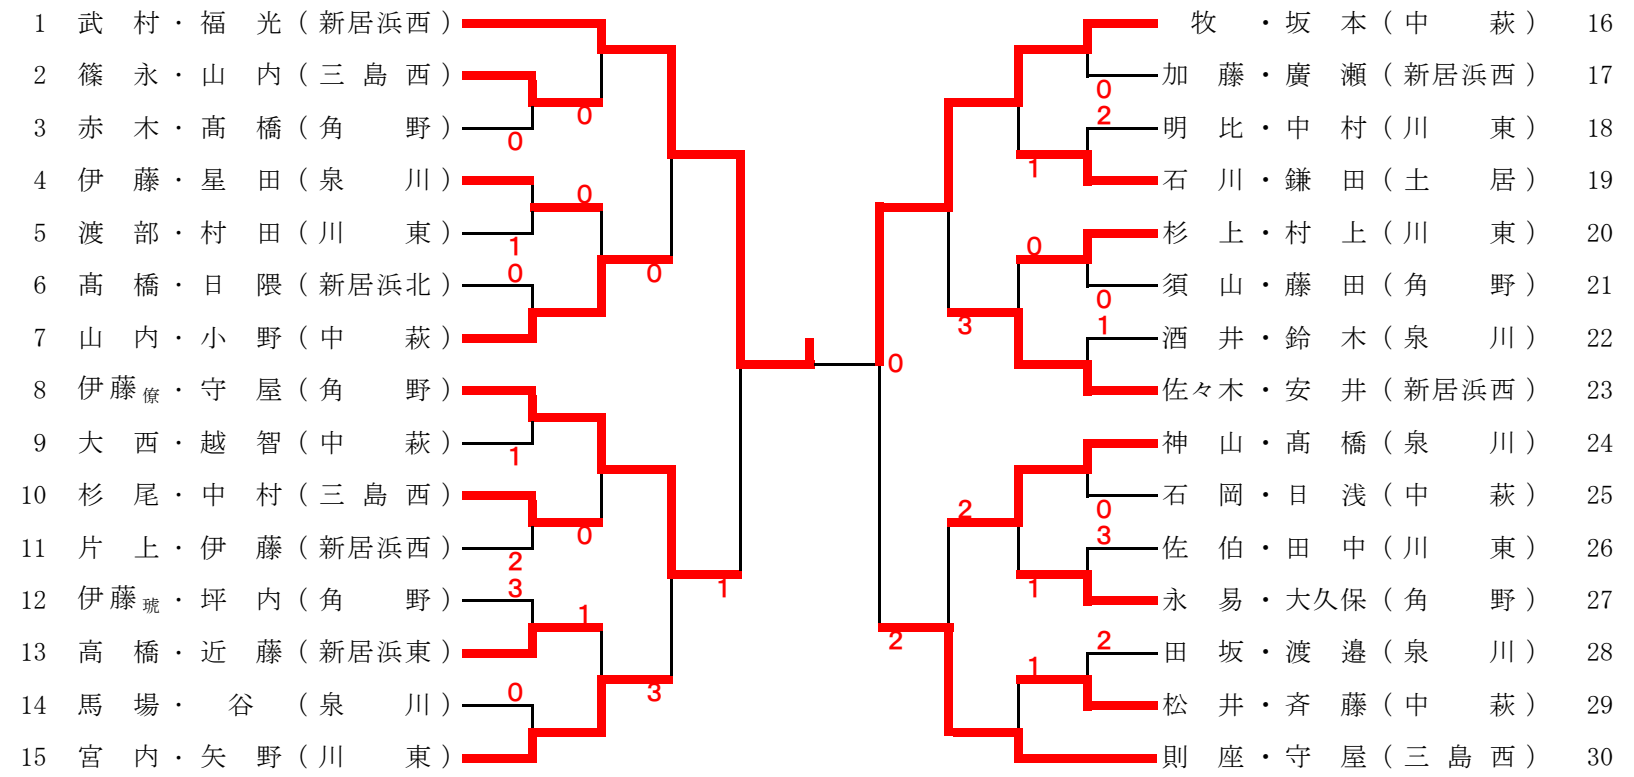 1 武村・福光（新居浜西）
2 篠永・山内（三島西）
0
3 赤木・髙橋（角野）
0
4 伊藤・星田（泉川）
0
5 渡部・村田（川東）
1
0
6 髙橋・日隈（新居浜北）
0
7 山内・小野（中萩）
8 伊藤僚・守屋（角野）
9 大西・越智（中萩）
1
10 杉尾・中村（三島西）
0
11 片上・伊藤（新居浜西）
2
1
12 伊藤琥・坪内（角野）
3
1
13 高橋・近藤（新居浜東）
3
14 馬場・谷（泉川）
0
15 宮内・矢野（川東）
牧・坂本（中萩） 16
加藤・廣瀬（新居浜西） 17
0
2
明比・中村（川東） 18
1
石川・鎌田（土居） 19
杉上・村上（川東） 20
0
須山・藤田（角野） 21
0
3
1
酒井・鈴木（泉川） 22
0
佐々木・安井（新居浜西） 23
神山・髙橋（泉川） 24
石岡・日浅（中萩） 25
2
0
3
佐伯・田中（川東） 26
1
永易・大久保（角野） 27
2
2
田坂・渡邉（泉川） 28
1
松井・斉藤（中萩） 29
則座・守屋（三島西） 30